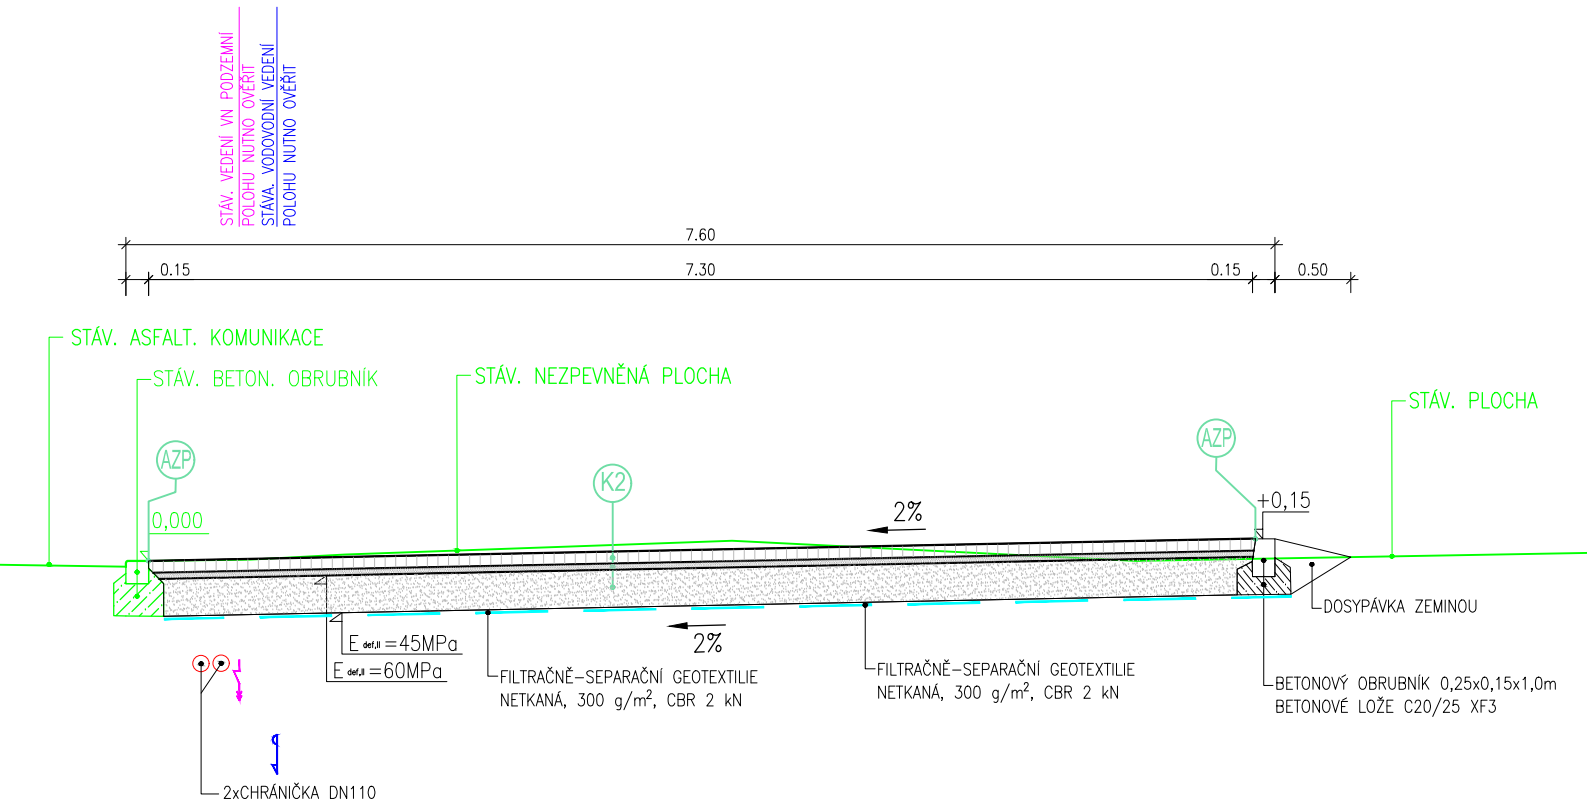 STÁV. VEDENÍ VN PODZEMNÍ
POLOHU NUTNO OVĚŘIT
STÁVA. VODOVODNÍ VEDENÍ
POLOHU NUTNO OVĚŘIT
7.60
0.15
7.30
0.15
0.50
STÁV. ASFALT. KOMUNIKACE
STÁV. BETON. OBRUBNÍK
STÁV. NEZPEVNĚNÁ PLOCHA
STÁV. PLOCHA
AZP
AZP
K2
0,000
2%
+0,15
DOSYPÁVKA ZEMINOU
2%
E def,II =45MPa
E def,II =60MPa
FILTRAČNĚ-SEPARAČNÍ GEOTEXTILIE
NETKANÁ, 300 g/m², CBR 2 kN
FILTRAČNĚ-SEPARAČNÍ GEOTEXTILIE
NETKANÁ, 300 g/m², CBR 2 kN
BETONOVÝ OBRUBNÍK 0,25x0,15x1,0m
BETONOVÉ LOŽE C20/25 XF3
2xCHRÁNIČKA DN110